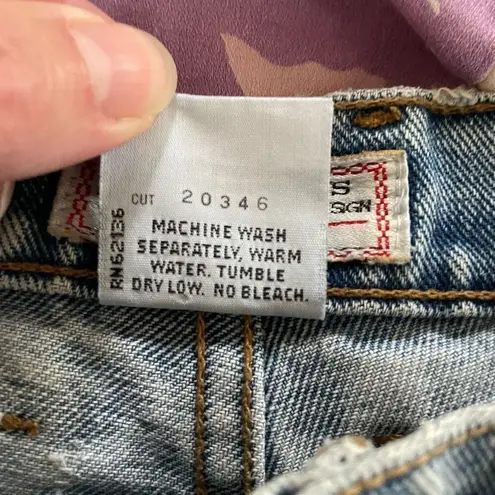 CUT 20346
MACHINE WASH
SEPARATELY, WARM
WATER. TUMBLE
DRY LOW. NO BLEACH.
RN62136